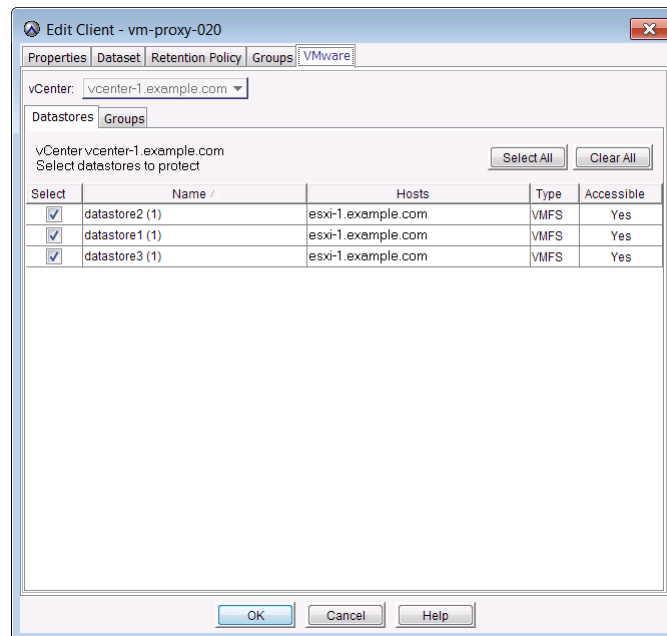 Edit Client - vm-proxy-020
Properties Dataset Retention Policy Groups VMware
vCenter: vcenter-1.example.com
Datastores Groups
vCenter vcenter-1.example.com
Select datastores to protect
Select All Clear All
Select Name / Hosts Type Accessible
datastore2 (1) esxi-1.example.com VMFS Yes
datastore1 (1) esxi-1.example.com VMFS Yes
datastore3 (1) esxi-1.example.com VMFS Yes
OK Cancel Help